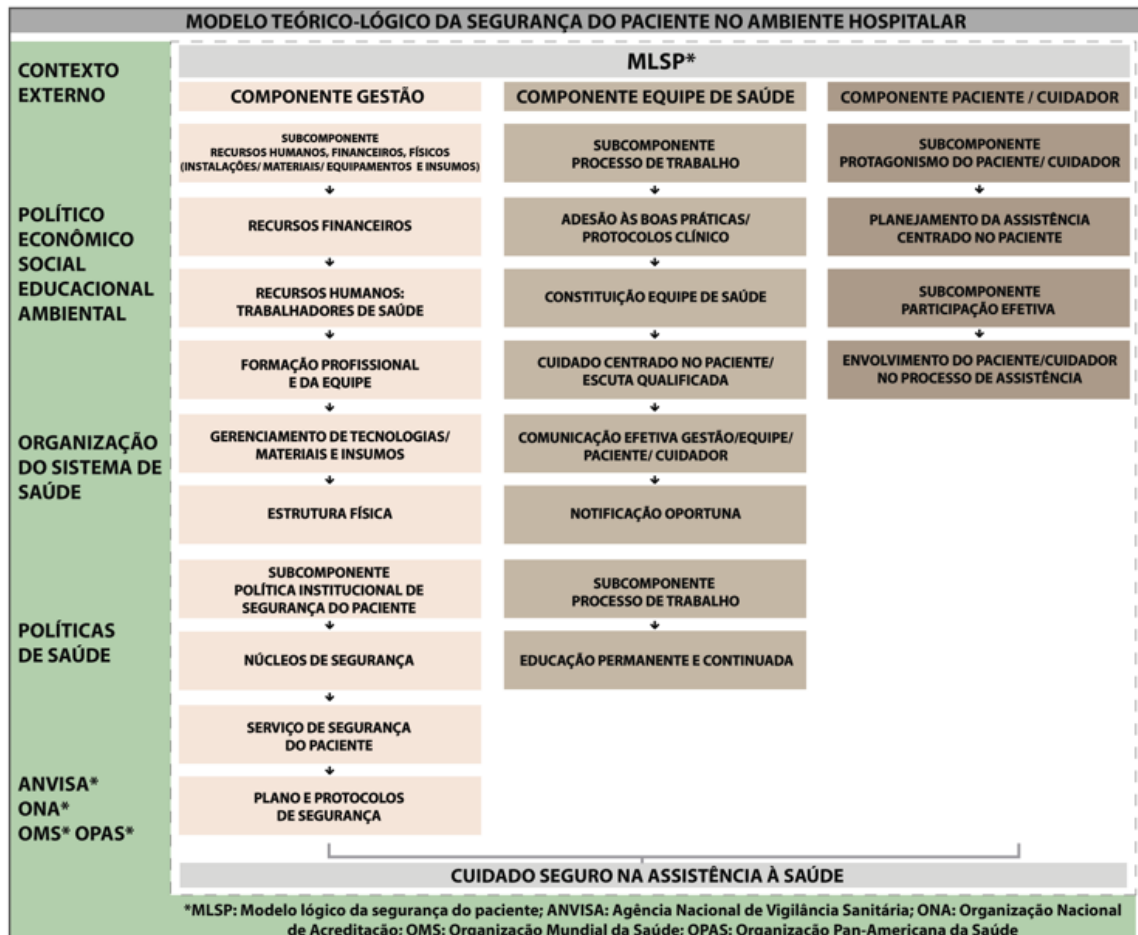 MODELO TEÓRICO-LÓGICO DA SEGURANÇA DO PACIENTE NO AMBIENTE HOSPITALAR
CONTEXTO
EXTERNO
POLÍTICO
ECONÔMICO
SOCIAL
EDUCACIONAL
AMBIENTAL
ORGANIZAÇÃO
DO SISTEMA DE
SAÚDE
POLÍTICAS
DE SAÚDE
ANVISA*
ONA*
OMS* OPAS*
MLSP*
COMPONENTE GESTÃO
SUBCOMPONENTE
RECURSOS HUMANOS, FINANCEIROS, FÍSICOS
(INSTALAÇÕES/ MATERIAIS/ EQUIPAMENTOS E INSUMOS)
RECURSOS FINANCEIROS
RECURSOS HUMANOS:
TRABALHADORES DE SAÚDE
FORMAÇÃO PROFISSIONAL
E DA EQUIPE
GERENCIAMENTO DE TECNOLOGIAS/
MATERIAIS E INSUMOS
ESTRUTURA FÍSICA
SUBCOMPONENTE
POLÍTICA INSTITUCIONAL DE
SEGURANÇA DO PACIENTE
NÚCLEOS DE SEGURANÇA
SERVIÇO DE SEGURANÇA
DO PACIENTE
PLANO E PROTOCOLOS
DE SEGURANÇA
COMPONENTE EQUIPE DE SAÚDE
SUBCOMPONENTE
PROCESSO DE TRABALHO
ADESÃO ÀS BOAS PRÁTICAS/
PROTOCOLOS CLÍNICO
CONSTITUIÇÃO EQUIPE DE SAÚDE
CUIDADO CENTRADO NO PACIENTE/
ESCUTA QUALIFICADA
COMUNICAÇÃO EFETIVA GESTÃO/EQUIPE/
PACIENTE/ CUIDADOR
NOTIFICAÇÃO OPORTUNA
SUBCOMPONENTE
PROCESSO DE TRABALHO
EDUCAÇÃO PERMANENTE E CONTINUADA
COMPONENTE PACIENTE / CUIDADOR
SUBCOMPONENTE
PROTAGONISMO DO PACIENTE/ CUIDADOR
PLANEJAMENTO DA ASSISTÊNCIA
CENTRADO NO PACIENTE
SUBCOMPONENTE
PARTICIPAÇÃO EFETIVA
ENVOLVIMENTO DO PACIENTE/CUIDADOR
NO PROCESSO DE ASSISTÊNCIA
CUIDADO SEGURO NA ASSISTÊNCIA À SAÚDE
*MLSP: Modelo lógico da segurança do paciente; ANVISA: Agência Nacional de Vigilância Sanitária; ONA: Organização Nacional
de Acreditação; OMS: Organização Mundial da Saúde; OPAS: Organização Pan-Americana da Saúde